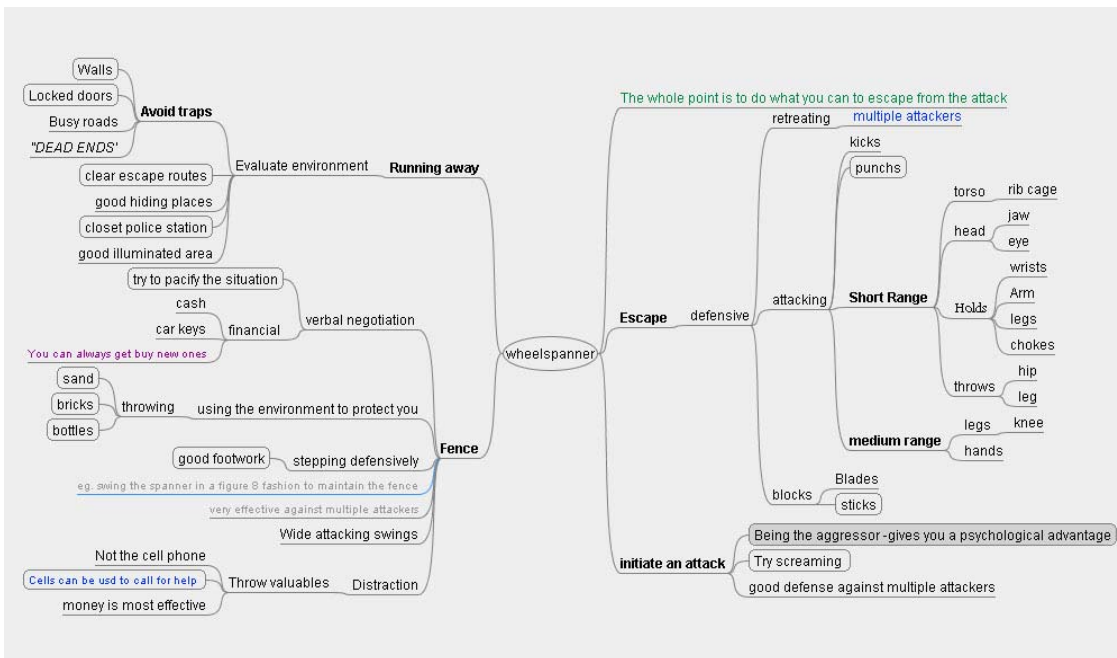 wheelspanner
Running away
Evaluate environment
Avoid traps
Walls
Locked doors
Busy roads
"DEAD ENDS'
clear escape routes
good hiding places
closet police station
good illuminated area
Fence
verbal negotiation
try to pacify the situation
financial
cash
car keys
You can always get buy new ones
using the environment to protect you
throwing
sand
bricks
bottles
stepping defensively
good footwork
eg. swing the spanner in a figure 8 fashion to maintain the fence
very effective against multiple attackers
Wide attacking swings
Distraction
Throw valuables
Not the cell phone
Cells can be usd to call for help
money is most effective
Escape
The whole point is to do what you can to escape from the attack
defensive
retreating
multiple attackers
attacking
kicks
punchs
Short Range
torso
rib cage
head
jaw
eye
Holds
wrists
Arm
legs
chokes
throws
hip
leg
medium range
legs
knee
hands
blocks
Blades
sticks
initiate an attack
Being the aggressor -gives you a psychological advantage
Try screaming
good defense against multiple attackers